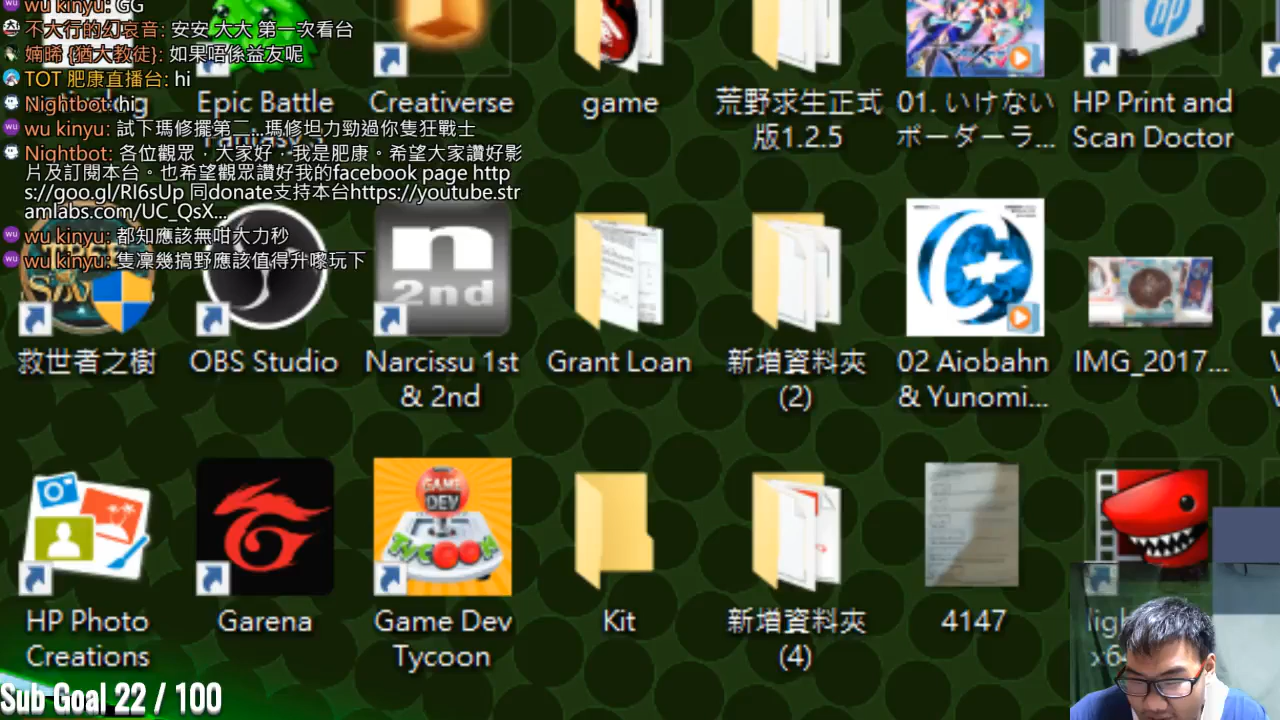 wu kinyu: GG
不大行的幻哀音: 安安 大大 第一次看台
婻晞 {猶大教徒}: 如果唔係益友呢
TOT 肥康直播台: hi
Nightbot: hi
wu kinyu: 試下瑪修擺第二..瑪修坦力勁過你隻狂戰士
Nightbot: 各位觀眾，大家好，我是肥康。希望大家讚好影
片及訂閱本台。也希望觀眾讚好我的facebook page http
s://goo.gl/RI6sUp 同donate支持本台https://youtube.str
amlabs.com/UC_QsX...
wu kinyu: 都知應該無咁大力秒
wu kinyu: 隻凜幾搞野應該值得升嚟玩下
Epic Battle
Creativerse
game
荒野求生正式
版1.2.5
01. いけない
ボーダーラ...
HP Print and
Scan Doctor
救世者之樹
OBS Studio
n
2nd
Narcissu 1st
& 2nd
Grant Loan
新增資料夾
(2)
02 Aiobahn
& Yunomi...
IMG_2017...
HP Photo
Creations
Garena
GAME
DEV
TYCOON
Game Dev
Tycoon
Kit
新增資料夾
(4)
4147
hp
Sub Goal 22 / 100